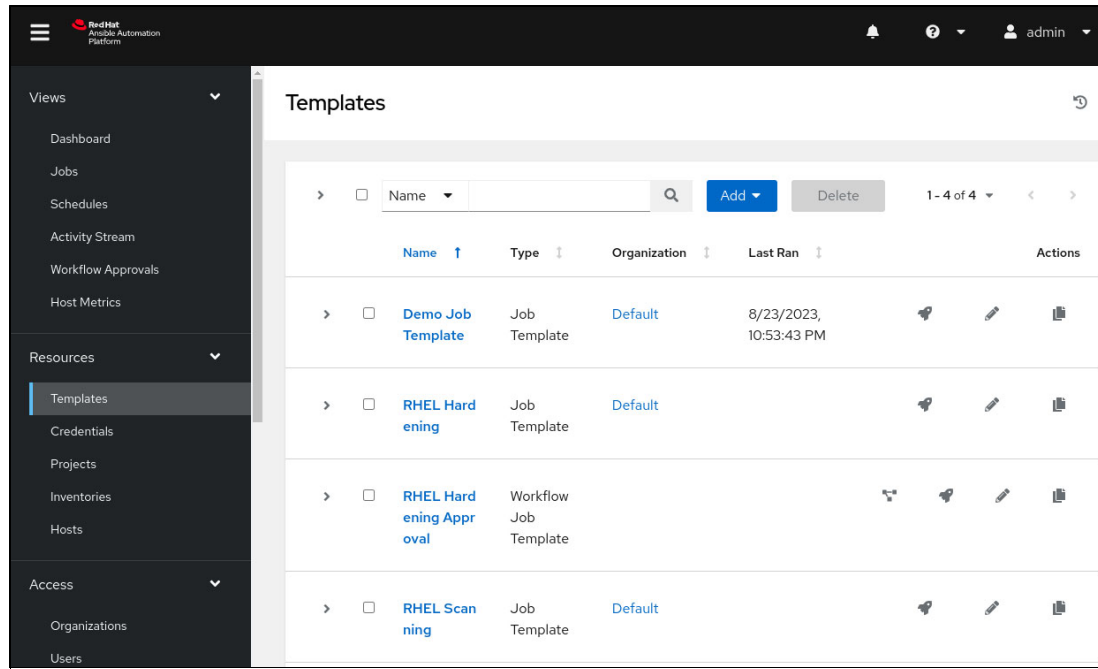 Red Hat
Ansible Automation
Platform
admin
Views
Dashboard
Jobs
Schedules
Activity Stream
Workflow Approvals
Host Metrics
Resources
Templates
Credentials
Projects
Inventories
Hosts
Access
Organizations
Users
Templates
Name
Add
Delete
1 - 4 of 4
Name Type Organization Last Ran Actions
Demo Job Job Default 8/23/2023,
Template Template 10:53:43 PM
RHEL Hard Job Default
ening Template
RHEL Hard Workflow
ening Appr Job
oval Template
RHEL Scan Job Default
ning Template